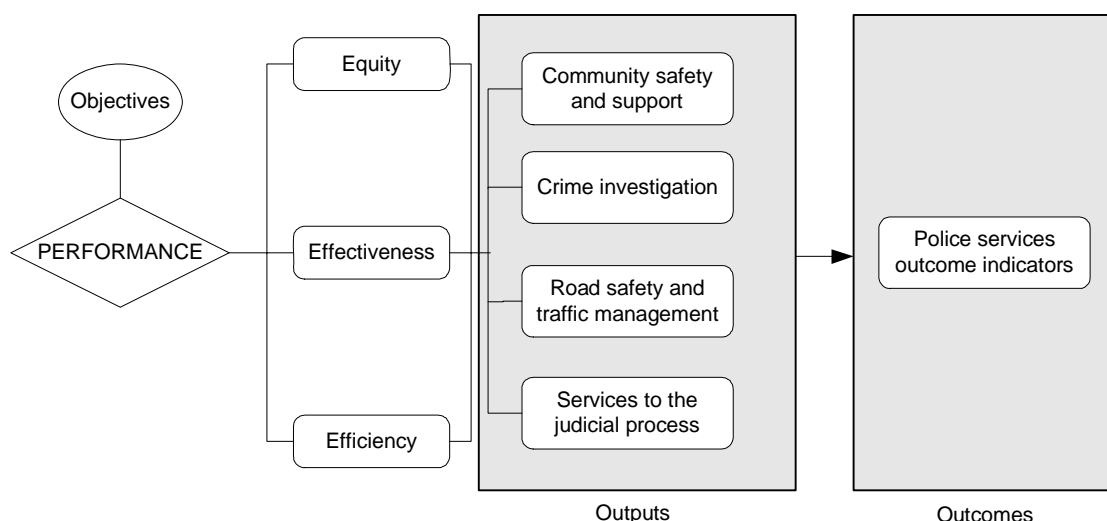 Objectives
PERFORMANCE
Equity
Effectiveness
Efficiency
Community safety
and support
Crime investigation
Road safety and
traffic management
Services to the
judicial process
Outputs
Police services
outcome indicators
Outcomes